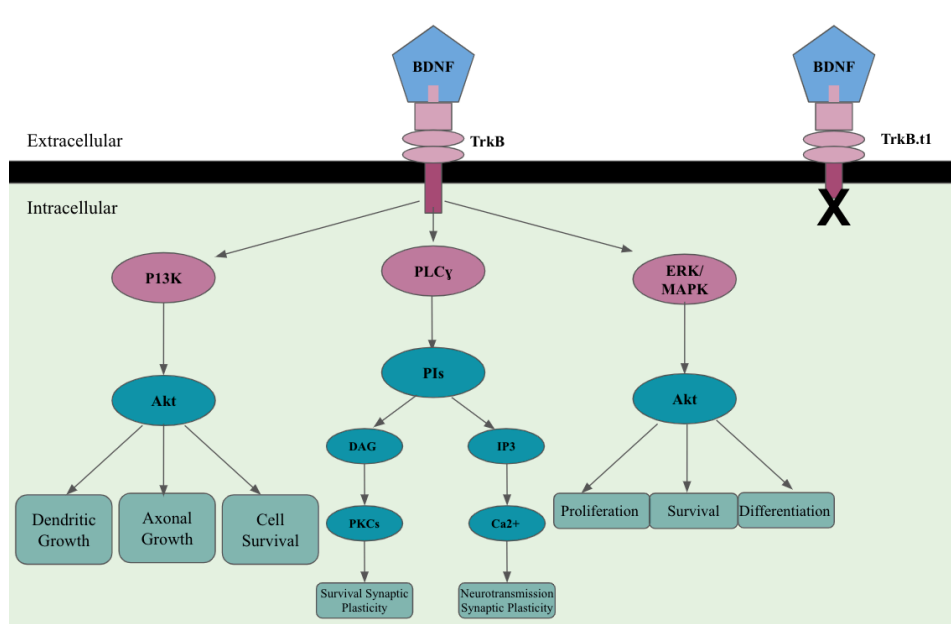 BDNF
BDNF
Extracellular
TrkB
TrkB.t1
Intracellular
X
P13K
PLCɣ
ERK/
MAPK
PIs
Akt
Akt
DAG
IP3
Dendritic
Growth
Axonal
Growth
Cell
Survival
PKCs
Ca2+
Proliferation
Survival
Differentiation
Survival Synaptic
Plasticity
Neurotransmission
Synaptic Plasticity